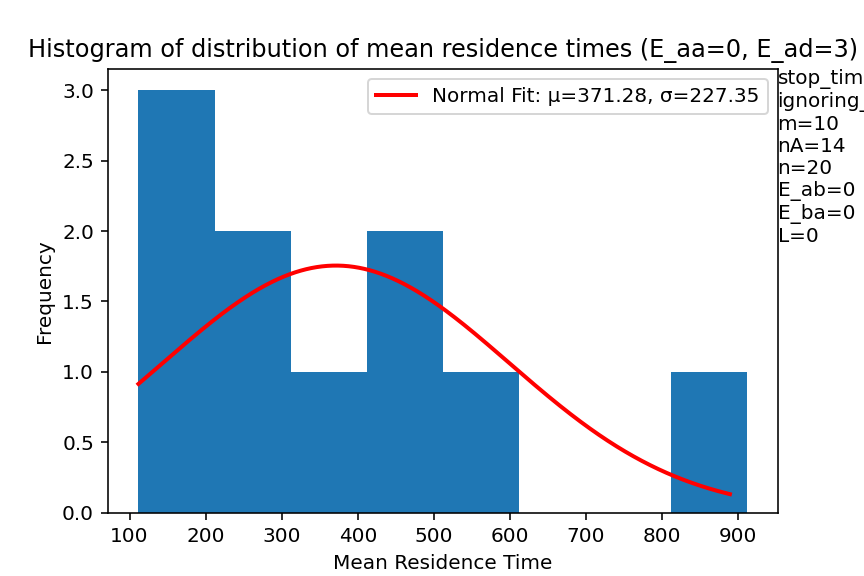 Histogram of distribution of mean residence times (E_aa=0, E_ad=3)
Normal Fit: μ=371.28, σ=227.35
m=10
nA=14
n=20
E_ab=0
E_ba=0
L=0
Frequency
3.0
2.5
2.0
1.5
1.0
0.5
0.0
100 200 300 400 500 600 700 800 900
Mean Residence Time